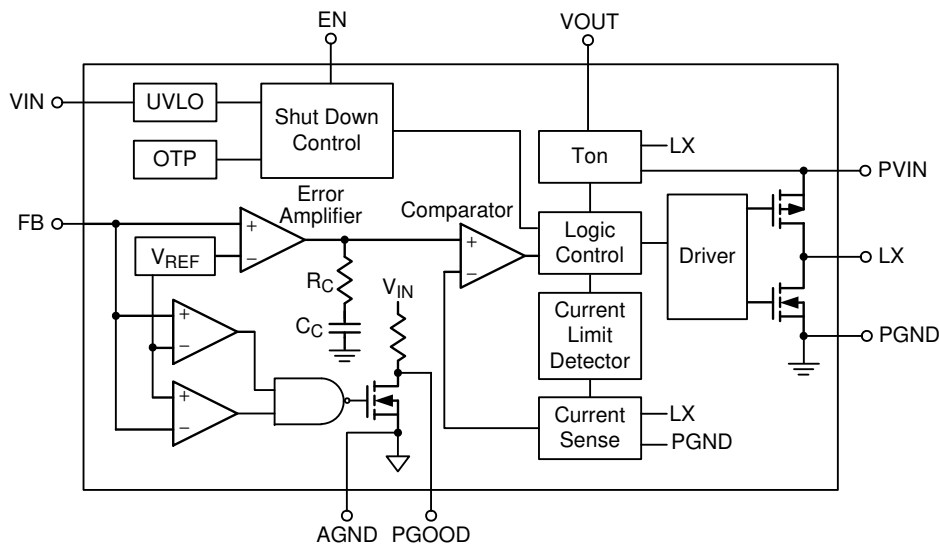 EN
VOUT
VIN
UVLO
Shut Down
Control
OTP
Ton
LX
PVIN
FB
Error
Amplifier
+
−
Comparator
+
−
Logic
Control
Driver
LX
VREF
RC
CC
VIN
+
−
Current
Limit
Detector
PGND
+
−
Current
Sense
LX
PGND
AGND
PGOOD